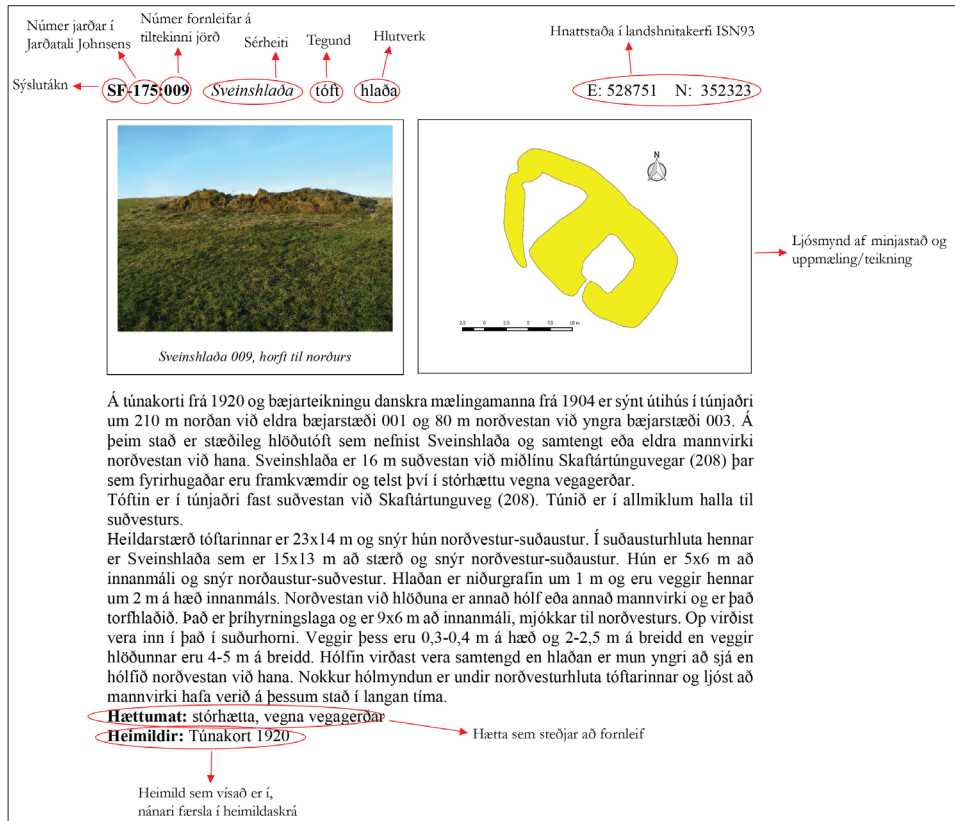 Númer jarðar í
Jarðatali Johnsens
Númer fornleifar á
tiltekinni jörð
Sérheiti
Tegund
Hlutverk
Hnattstaða í landshnitakerfi ISN93
Sýslutákn
SF-175:009 Sveinshlaða tóft hlaða E: 528751 N: 352323
N
2,5 0 2,5 5 7,5 10 m
Ljósmynd af minjastað og
uppmæling/teikning
Sveinshlaða 009, horft til norðurs
Á túnakorti frá 1920 og bæjarteikningu danskra mælingamanna frá 1904 er sýnt útihús í túnjaðri
um 210 m norðan við eldra bæjarstæði 001 og 80 m norðvestan við yngra bæjarstæði 003. Á
þeim stað er stæðileg hlöðutóft sem nefnist Sveinshlaða og samtengt eða eldra mannvirki
norðvestan við hana. Sveinshlaða er 16 m suðvestan við miðlínu Skaftártúnguvegar (208) þar
sem fyrirhugaðar eru framkvæmdir og telst því í stórhættu vegna vegagerðar.
Tóftin er í túnjaðri fast suðvestan við Skaftártunguveg (208). Túnið er í allmiklum halla til
suðvesturs.
Heildarstærð tóftarinnar er 23x14 m og snýr hún norðvestur-suðaustur. Í suðausturhluta hennar
er Sveinshlaða sem er 15x13 m að stærð og snýr norðvestur-suðaustur. Hún er 5x6 m að
innanmáli og snýr norðaustur-suðvestur. Hlaðan er niðurgrafin um 1 m og eru veggir hennar
um 2 m á hæð innanmáls. Norðvestan við hlöðuna er annað hólf eða annað mannvirki og er það
torfhlaðið. Það er þríhyrningslaga og er 9x6 m að innanmáli, mjókkar til norðvesturs. Op virðist
vera inn í það í suðurhorni. Veggir þess eru 0,3-0,4 m á hæð og 2-2,5 m á breidd en veggir
hlöðunnar eru 4-5 m á breidd. Hólfin virðast vera samtengd en hlaðan er mun yngri að sjá en
hólfið norðvestan við hana. Nokkur hólmyndun er undir norðvesturhluta tóftarinnar og ljóst að
mannvirki hafa verið á þessum stað í langan tíma.
Hættumat: stórhætta, vegna vegagerðar
Heimildir: Túnakort 1920
Hætta sem steðjar að fornleif
Heimild sem vísað er í,
nánari færsla í heimildaskrá